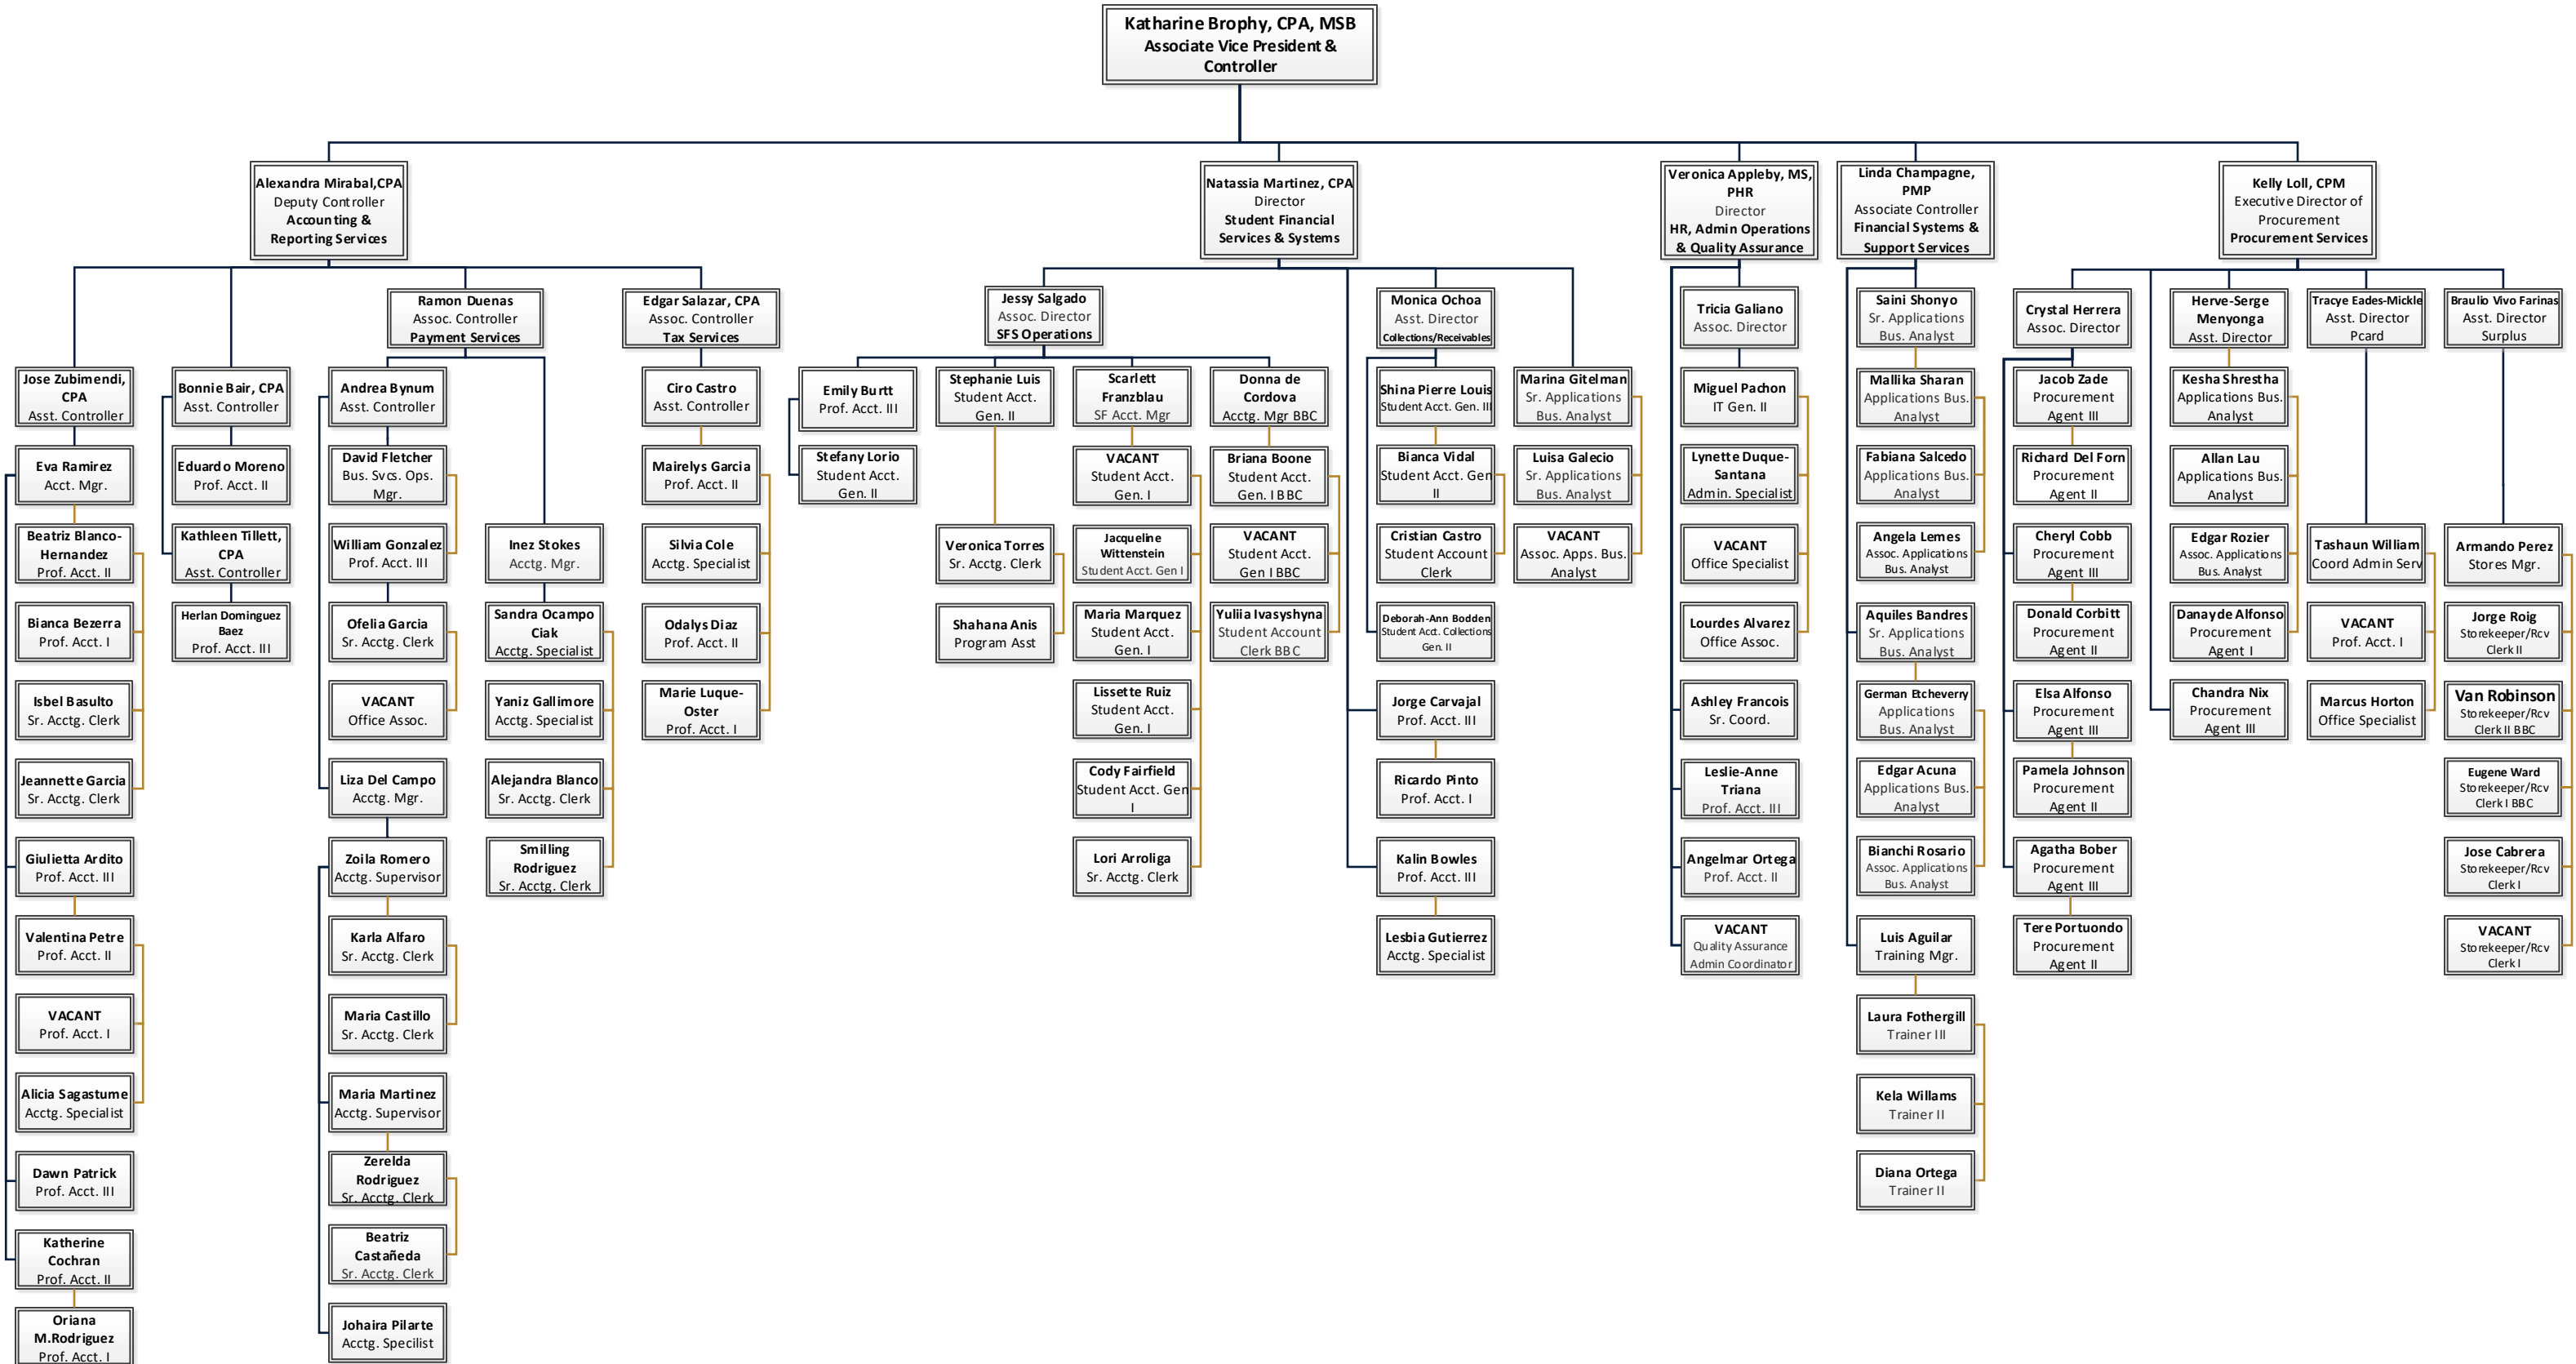 Katharine Brophy, CPA, MSB
Associate Vice President &
Controller
Alexandra Mirabal,CPA
Deputy Controller
Accounting &
Reporting Services
Natassia Martinez, CPA
Director
Student Financial
Services & Systems
Veronica Appleby, MS,
PHR
Director
HR, Admin Operations
& Quality Assurance
Linda Champagne,
PMP
Associate Controller
Financial Systems &
Support Services
Kelly Loll, CPM
Executive Director of
Procurement
Procurement Services
Jose Zubimendi,
CPA
Asst. Controller
Eva Ramirez
Acct. Mgr.
Beatriz Blanco-
Hernandez
Prof. Acct. II
Bianca Bezerra
Prof. Acct. I
Isbel Basulto
Sr. Acctg. Clerk
Jeannette Garcia
Sr. Acctg. Clerk
Giulietta Ardito
Prof. Acct. III
Valentina Petre
Prof. Acct. II
VACANT
Prof. Acct. I
Alicia Sagastume
Acctg. Specialist
Dawn Patrick
Prof. Acct. III
Katherine
Cochran
Prof. Acct. II
Oriana
M.Rodriguez
Prof. Acct. I
Bonnie Bair, CPA
Asst. Controller
Eduardo Moreno
Prof. Acct. II
Kathleen Tillett,
CPA
Asst. Controller
Herlan Dominguez
Baez
Prof. Acct. III
Ramon Duenas
Assoc. Controller
Payment Services
Andrea Bynum
Asst. Controller
David Fletcher
Bus. Svcs. Ops.
Mgr.
William Gonzalez
Prof. Acct. III
Ofelia Garcia
Sr. Acctg. Clerk
VACANT
Office Assoc.
Liza Del Campo
Acctg. Mgr.
Zoila Romero
Acctg. Supervisor
Karla Alfaro
Sr. Acctg. Clerk
Maria Castillo
Sr. Acctg. Clerk
Maria Martinez
Acctg. Supervisor
Zerelda
Rodriguez
Sr. Acctg. Clerk
Beatriz
Castañeda
Sr. Acctg. Clerk
Johaira Pilarte
Acctg. Specilist
Inez Stokes
Acctg. Mgr.
Sandra Ocampo
Ciak
Acctg. Specialist
Yaniz Gallimore
Acctg. Specialist
Alejandra Blanco
Sr. Acctg. Clerk
Smilling
Rodriguez
Sr. Acctg. Clerk
Edgar Salazar, CPA
Assoc. Controller
Tax Services
Ciro Castro
Asst. Controller
Mairelys Garcia
Prof. Acct. II
Silvia Cole
Acctg. Specialist
Odalys Diaz
Prof. Acct. II
Marie Luque-
Oster
Prof. Acct. I
Jessy Salgado
Assoc. Director
SFS Operations
Emily Burtt
Prof. Acct. III
Stefany Lorio
Student Acct.
Gen. II
Stephanie Luis
Student Acct.
Gen. II
Veronica Torres
Sr. Acctg. Clerk
Shahana Anis
Program Asst
Scarlett
Franzblau
SF Acct. Mgr
VACANT
Student Acct.
Gen. I
Jacqueline
Wittenstein
Student Acct. Gen I
Maria Marquez
Student Acct.
Gen. I
Lissette Ruiz
Student Acct.
Gen. I
Cody Fairfield
Student Acct. Gen
I
Lori Arroliga
Sr. Acctg. Clerk
Donna de
Cordova
Acctg. Mgr BBC
Briana Boone
Student Acct.
Gen. I BBC
VACANT
Student Acct.
Gen I BBC
Yuliia Ivasyshyna
Student Account
Clerk BBC
Monica Ochoa
Asst. Director
Collections/Receivables
Shina Pierre Louis
Student Acct. Gen. III
Bianca Vidal
Student Acct. Gen
II
Cristian Castro
Student Account
Clerk
Deborah-Ann Bodden
Student Acct. Collections
Gen. II
Jorge Carvajal
Prof. Acct. III
Ricardo Pinto
Prof. Acct. I
Kalin Bowles
Prof. Acct. III
Lesbia Gutierrez
Acctg. Specialist
Marina Gitelman
Sr. Applications
Bus. Analyst
Luisa Galecio
Sr. Applications
Bus. Analyst
VACANT
Assoc. Apps. Bus.
Analyst
Tricia Galiano
Assoc. Director
Miguel Pachon
IT Gen. II
Lynette Duque-
Santana
Admin. Specialist
VACANT
Office Specialist
Lourdes Alvarez
Office Assoc.
Ashley Francois
Sr. Coord.
Leslie-Anne
Triana
Prof. Acct. III
Angelmar Ortega
Prof. Acct. II
VACANT
Quality Assurance
Admin Coordinator
Saini Shonyo
Sr. Applications
Bus. Analyst
Mallika Sharan
Applications Bus.
Analyst
Fabiana Salcedo
Applications Bus.
Analyst
Angela Lemes
Assoc. Applications
Bus. Analyst
Aquiles Bandres
Sr. Applications
Bus. Analyst
German Etcheverry
Applications
Bus. Analyst
Edgar Acuna
Applications Bus.
Analyst
Bianchi Rosario
Assoc. Applications
Bus. Analyst
Luis Aguilar
Training Mgr.
Laura Fothergill
Trainer III
Kela Willams
Trainer II
Diana Ortega
Trainer II
Crystal Herrera
Assoc. Director
Jacob Zade
Procurement
Agent III
Richard Del Forn
Procurement
Agent II
Cheryl Cobb
Procurement
Agent III
Donald Corbitt
Procurement
Agent II
Elsa Alfonso
Procurement
Agent III
Pamela Johnson
Procurement
Agent II
Agatha Bober
Procurement
Agent III
Tere Portuondo
Procurement
Agent II
Herve-Serge
Menyonga
Asst. Director
Kesha Shrestha
Applications Bus.
Analyst
Allan Lau
Applications Bus.
Analyst
Edgar Rozier
Assoc. Applications
Bus. Analyst
Danayde Alfonso
Procurement
Agent I
Chandra Nix
Procurement
Agent III
Tracye Eades-Mickle
Asst. Director
Pcard
Tashaun William
Coord Admin Serv
VACANT
Prof. Acct. I
Marcus Horton
Office Specialist
Braulio Vivo Farinas
Asst. Director
Surplus
Armando Perez
Stores Mgr.
Jorge Roig
Storekeeper/Rcv
Clerk II
Van Robinson
Storekeeper/Rcv
Clerk II BBC
Eugene Ward
Storekeeper/Rcv
Clerk I BBC
Jose Cabrera
Storekeeper/Rcv
Clerk I
VACANT
Storekeeper/Rcv
Clerk I